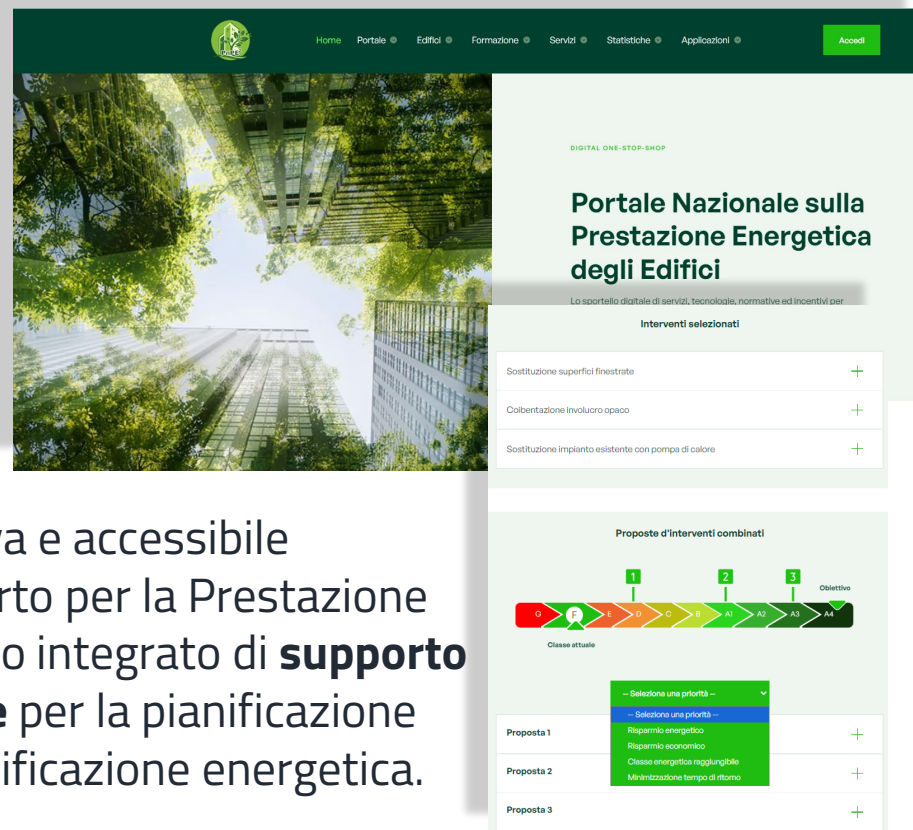 Home Portale Edifici Formazione Servizi Statistiche Applicazioni Accedi
DIGITAL ONE-STOP-SHOP
Portale Nazionale sulla
Prestazione Energetica
degli Edifici
Lo sportello digitale di servizi, tecnologie, normative ed incentivi per
Interventi selezionati
Sostituzione superfici finestrate
Coibentazione involucro opaco
Sostituzione impianto esistente con pompa di calore
va e accessibile
rto per la Prestazione
o integrato di supporto
e per la pianificazione
ificazione energetica.
Proposte d'interventi combinati
1 2 3
Obiettivo
G F E D C B A1 A2 A3 A4
Classe attuale
-- Seleziona una priorità --
-- Seleziona una priorità --
Risparmio energetico
Risparmio economico
Classe energetica raggiungibile
Minimizzazione tempo di ritorno
Proposta 1
Proposta 2
Proposta 3